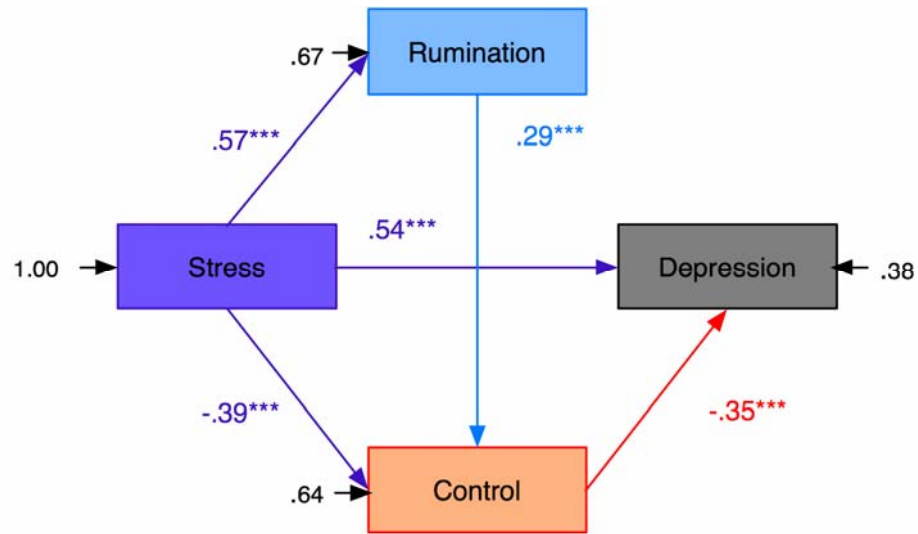 .67
Rumination
.57***
.29***
.54***
1.00
Stress
Depression
.38
-.39***
-.35***
.64
Control